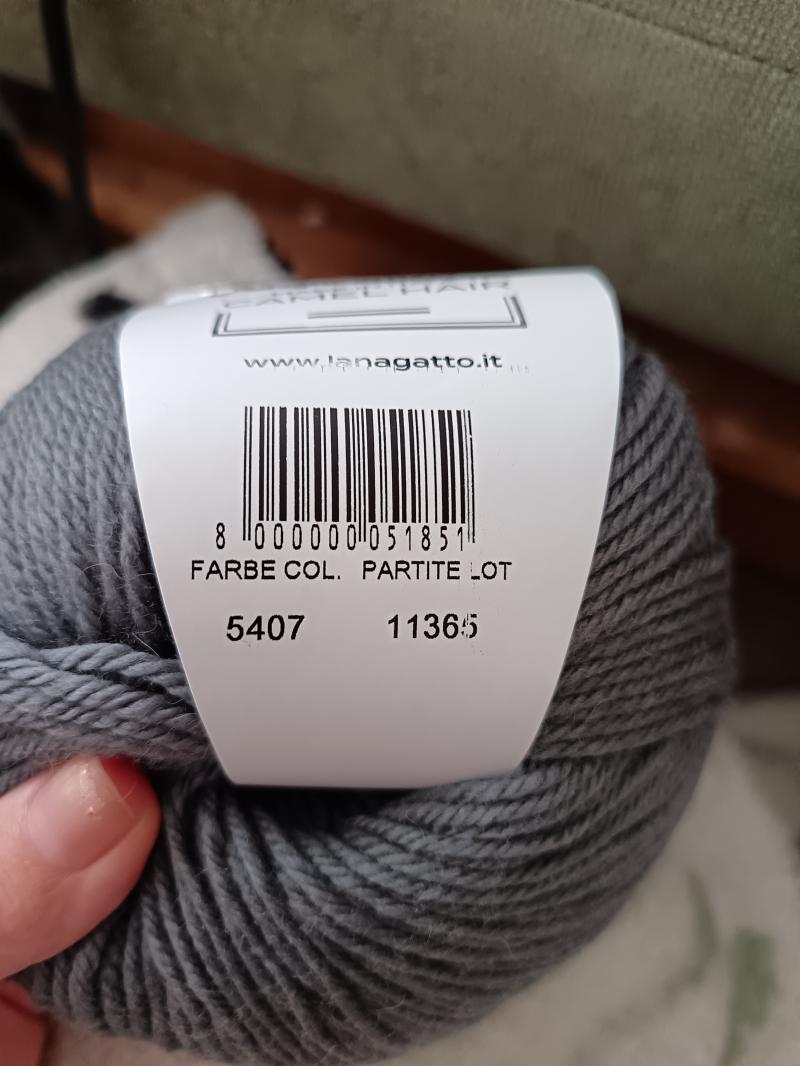 CAMEL HAIR
www.lanagatto.it
8 000000 051851
FARBE COL. PARTITE LOT
5407 11365